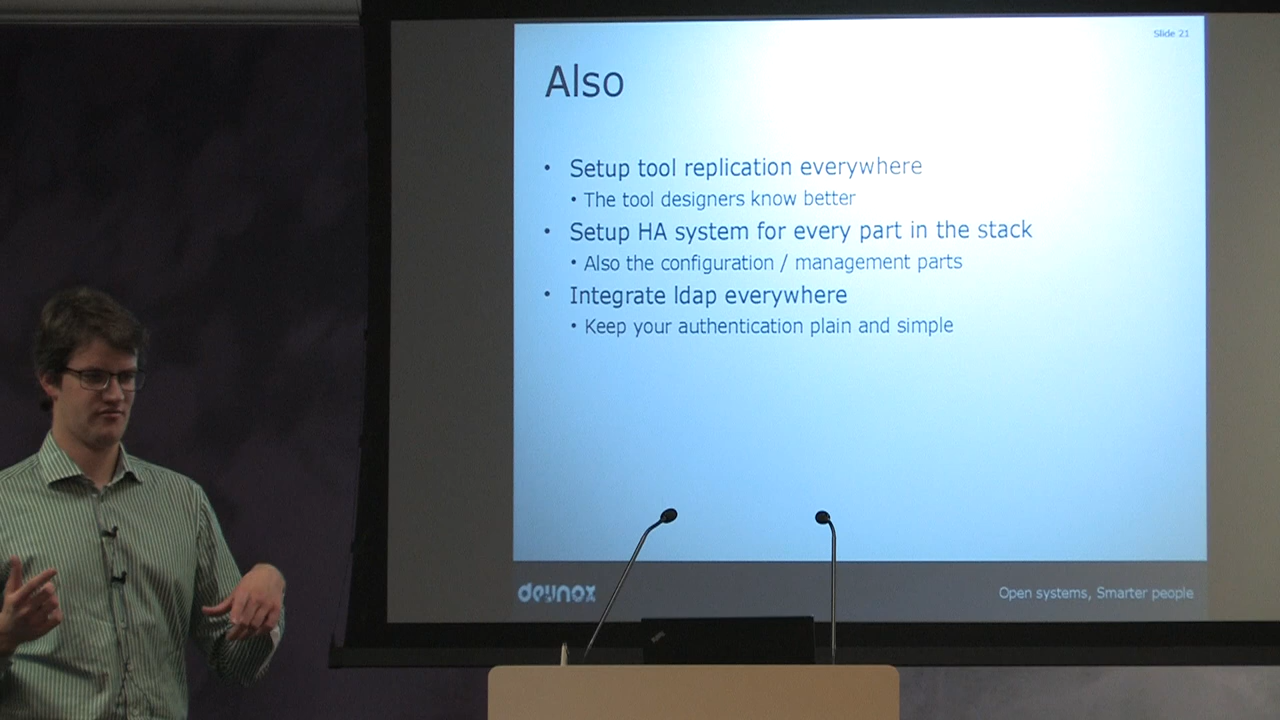 Slide 21
Also
• Setup tool replication everywhere
• The tool designers know better
• Setup HA system for every part in the stack
• Also the configuration / management parts
• Integrate ldap everywhere
• Keep your authentication plain and simple
deynox
Open systems, Smarter people